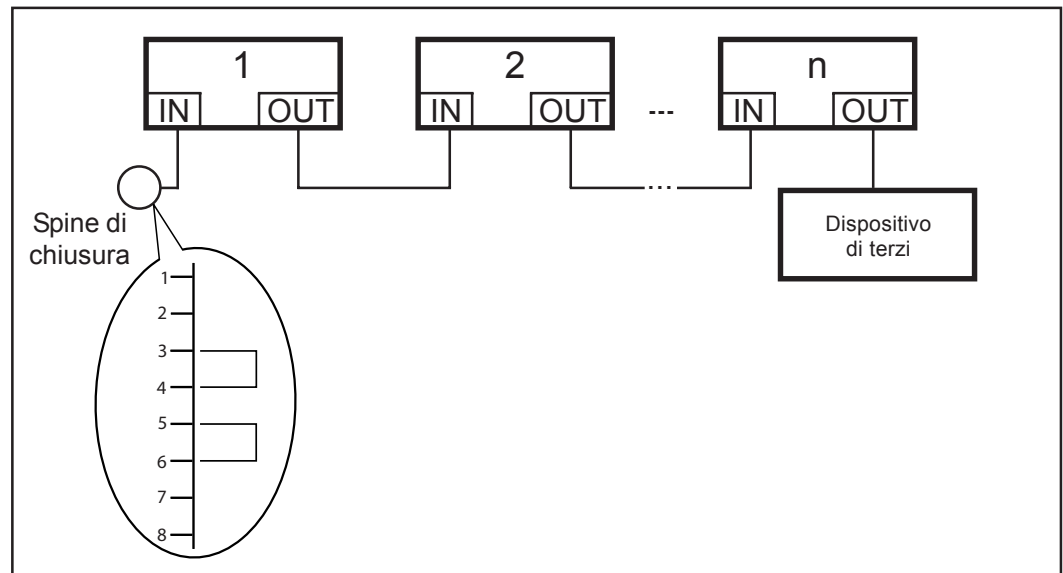 1 2 n
IN OUT IN OUT --- IN OUT
...
Spine di
chiusura
Dispositivo
di terzi
1
2
3
4
5
6
7
8